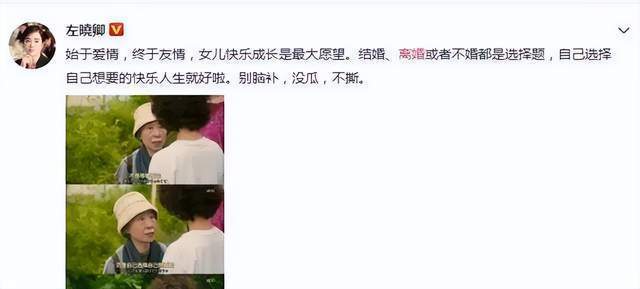 左曉卿
始于爱情，终于友情，女儿快乐成长是最大愿望。结婚、离婚或者不婚都是选择题，自己选择
自己想要的快乐人生就好啦。别脑补，没瓜，不撕。